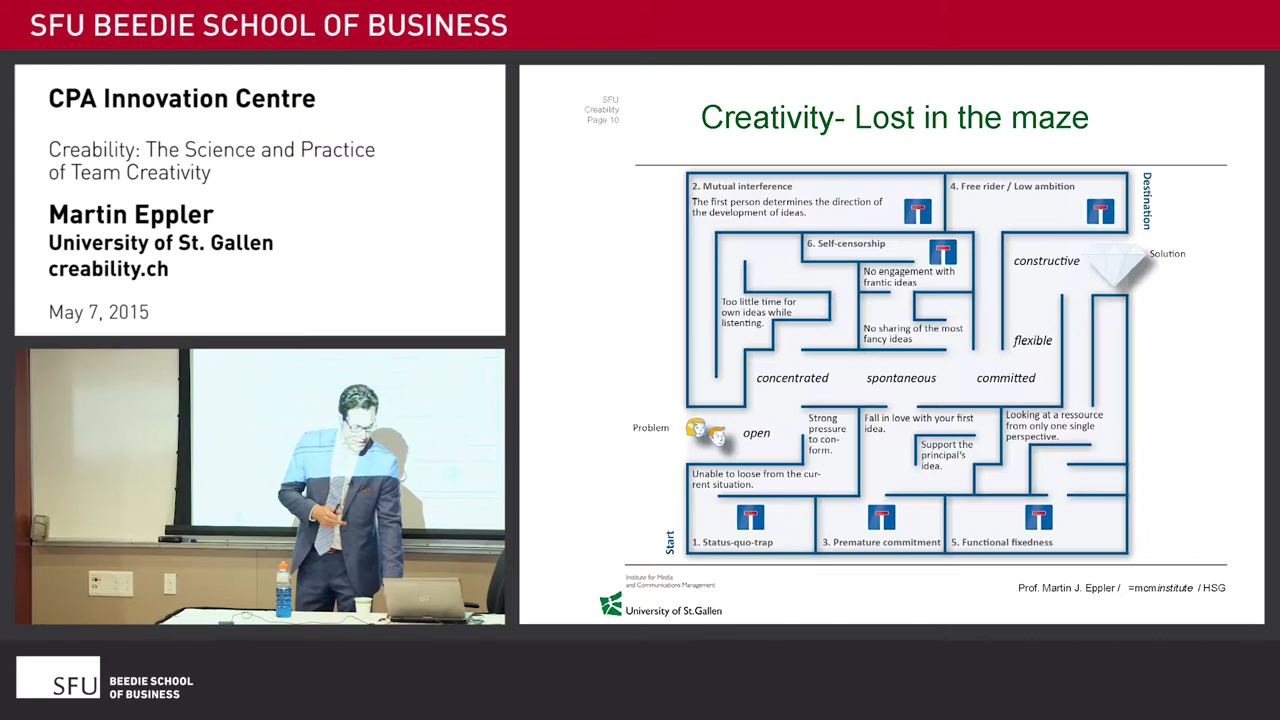 SFU BEEDIE SCHOOL OF BUSINESS
CPA Innovation Centre
Creability: The Science and Practice
of Team Creativity
Martin Eppler
University of St. Gallen
creability.ch
May 7, 2015
SFU
Creability
Page 10
Creativity- Lost in the maze
2. Mutual interference
The first person determines the direction of
the development of ideas.
4. Free rider / Low ambition
Destination
6. Self-censorship
No engagement with
frantic ideas
constructive
Solution
Too little time for
own ideas while
listening.
No sharing of the most
fancy ideas
flexible
concentrated
spontaneous
committed
Problem
open
Strong
pressure
to con-
form.
Fall in love with your first
idea.
Support the
principal's
idea.
Looking at a ressource
from only one single
perspective.
Unable to loose from the cur-
rent situation.
Start
1. Status-quo-trap
3. Premature commitment
5. Functional fixedness
Institute for Media
and Communications Management
University of St.Gallen
Prof. Martin J. Eppler / =mcminstitute / HSG
SFU
BEEDIE SCHOOL
OF BUSINESS